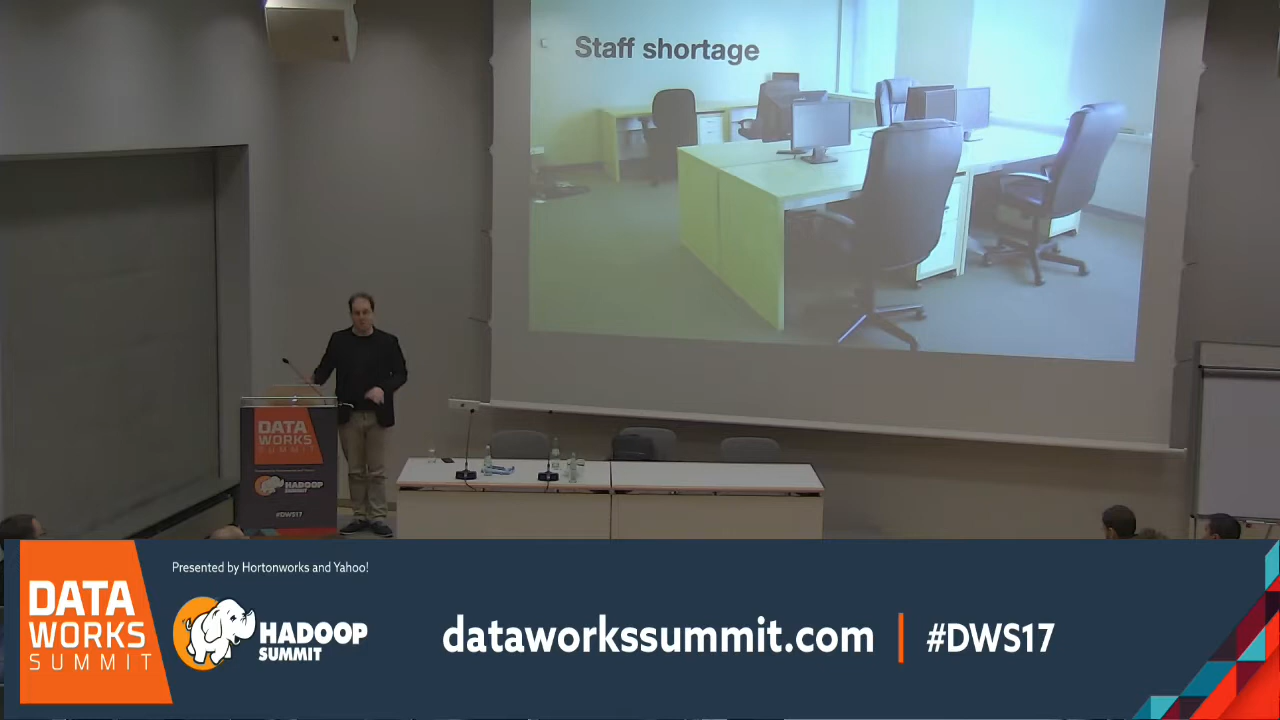 Staff shortage
DATA
WORKS
SUMMIT
HADOOP
SUMMIT
#DWS17
DATA
WORKS
SUMMIT
Presented by Hortonworks and Yahoo!
HADOOP
SUMMIT
dataworkssummit.com | #DWS17